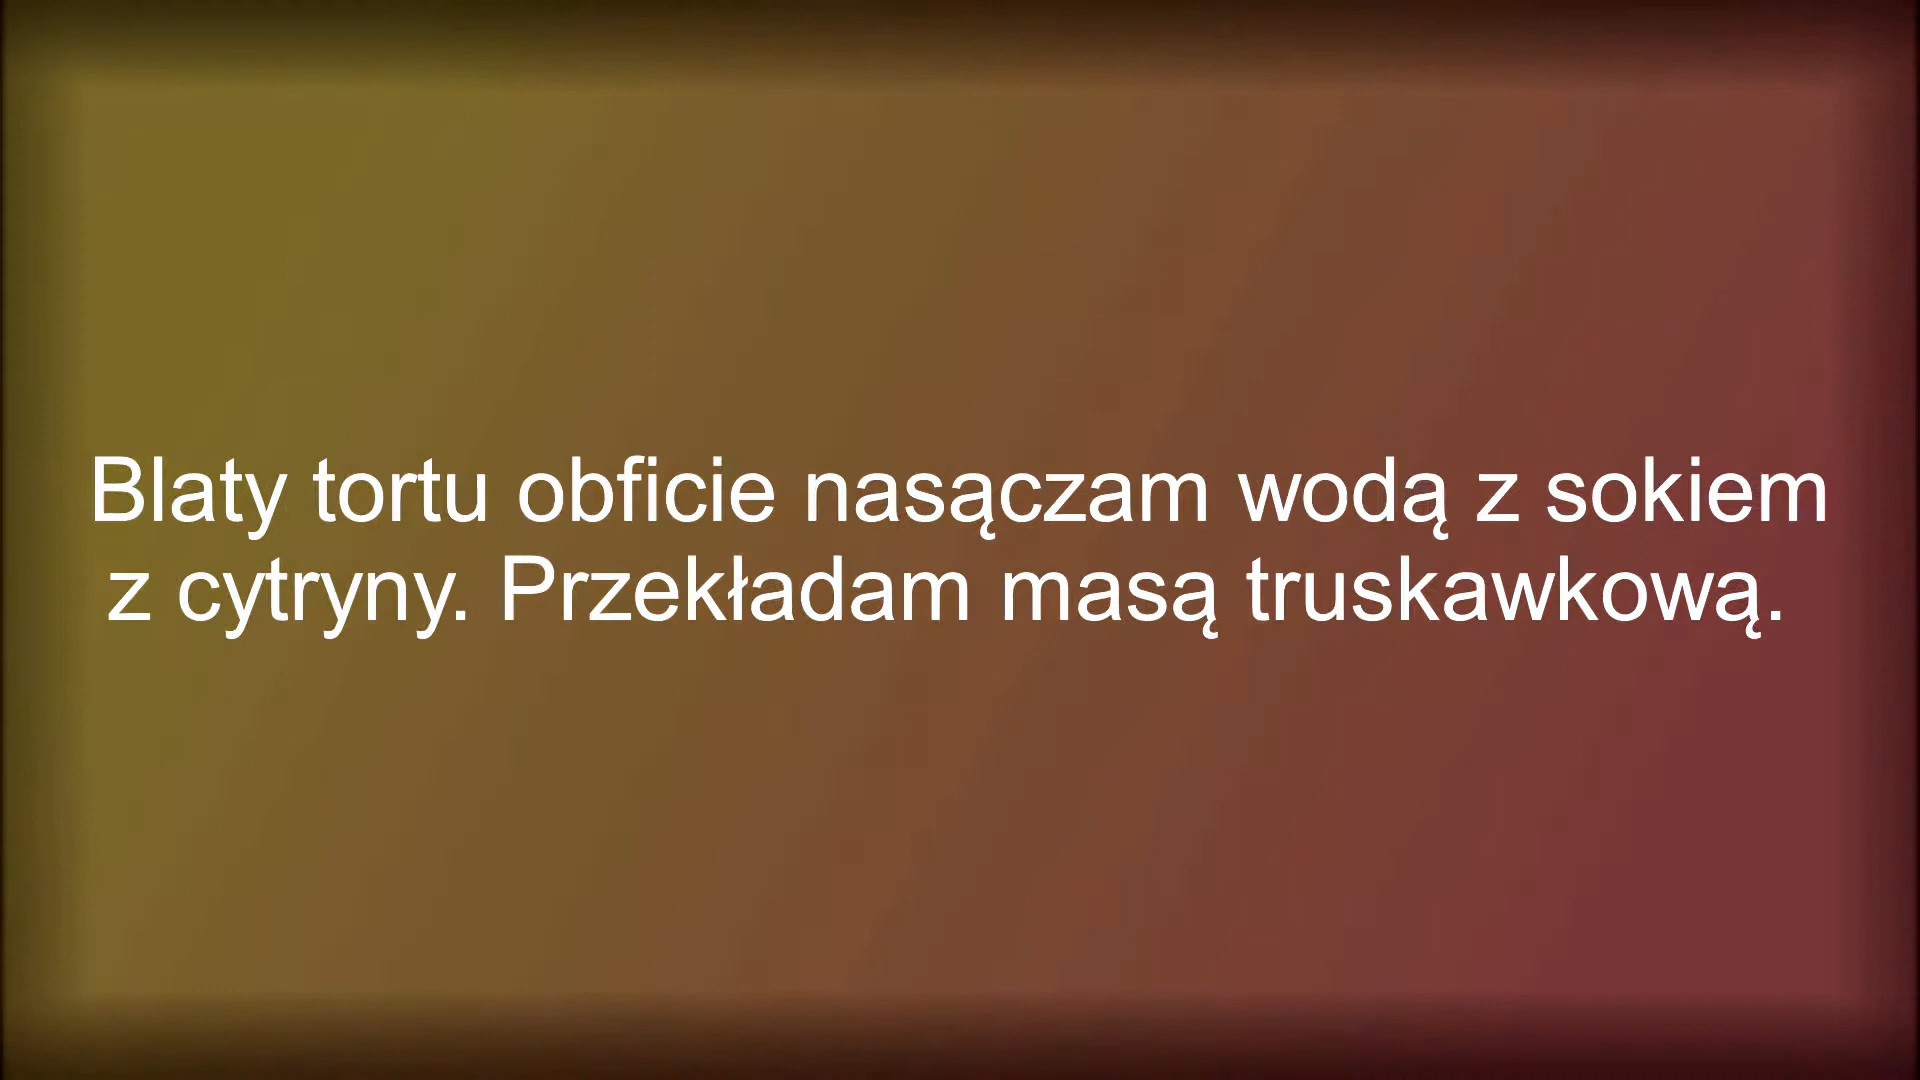 Blaty tortu obficie nasączam wodą z sokiem
z cytryny. Przekładam masą truskawkową.